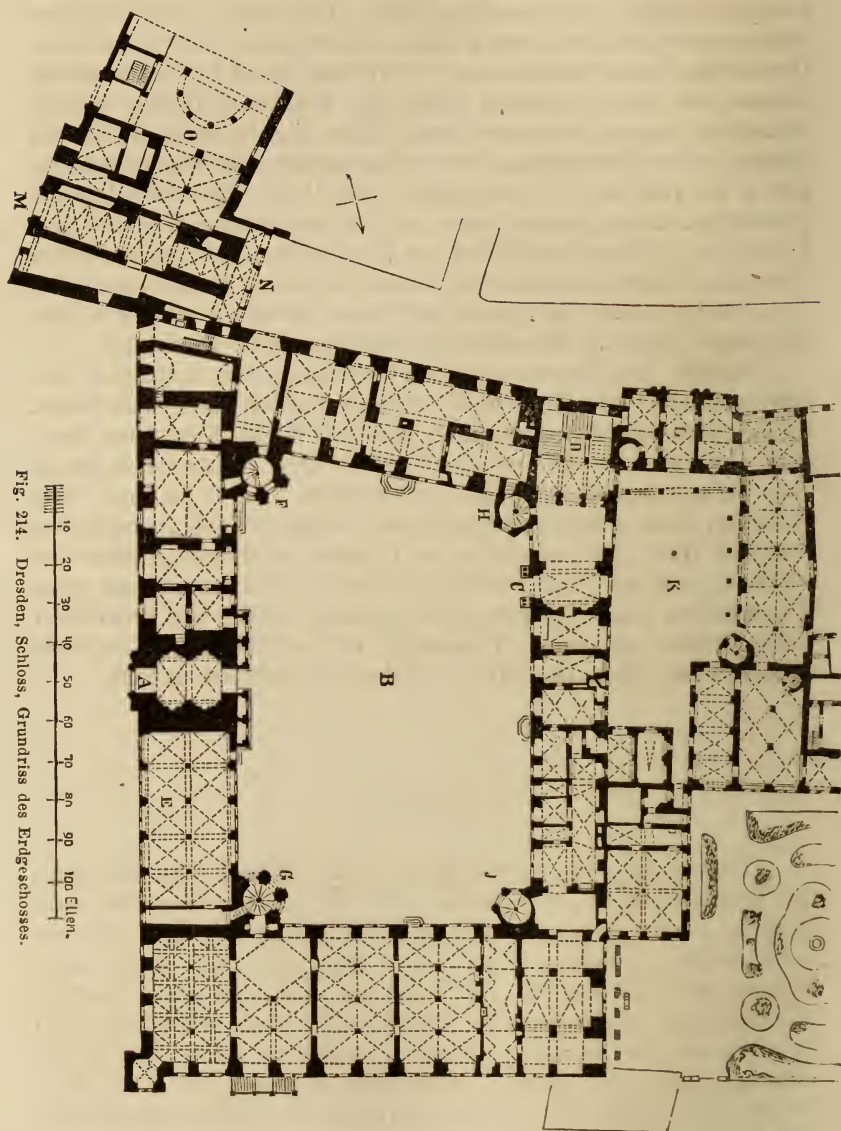 O
M
N
F
H
D
L
C
K
B
A
E
G
J
10
20
30
40
50
60
70
80
90
100 Ellen.
Fig. 214. Dresden, Schloss, Grundriss des Erdgeschosses.